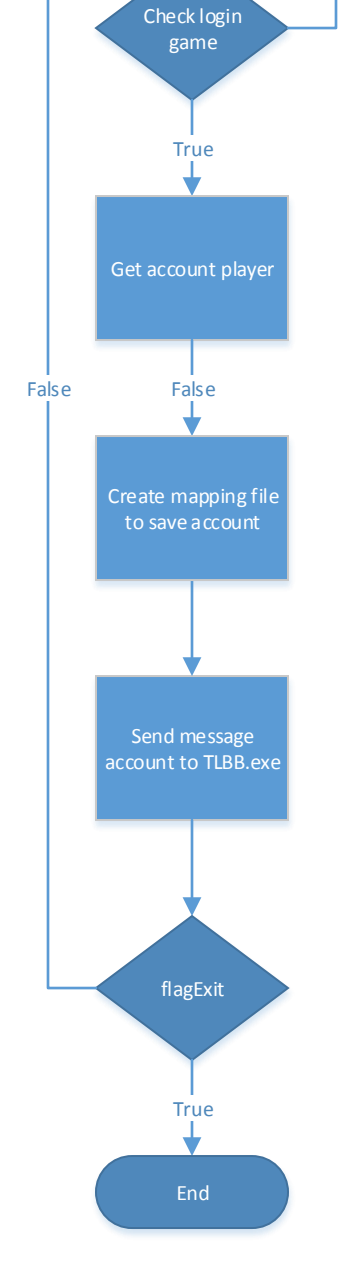 Check login
game
True
Get account player
False
False
Create mapping file
to save account
Send message
account to TLBB.exe
flagExit
True
End